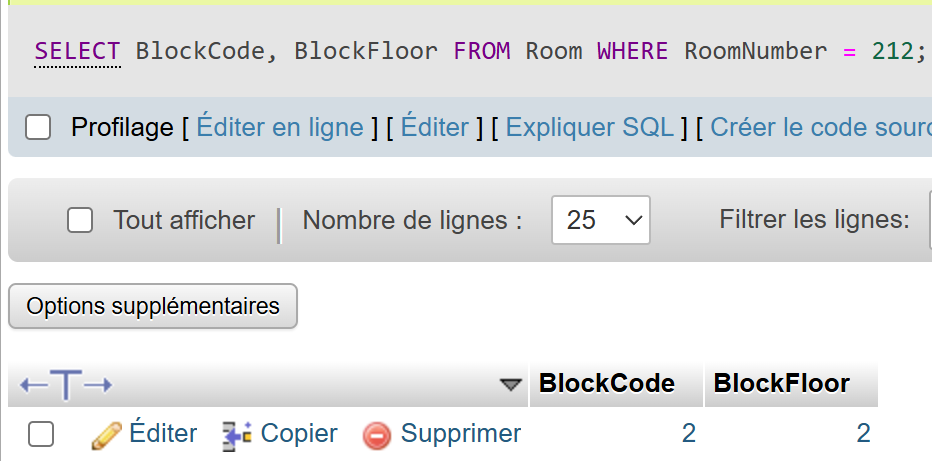 SELECT BlockCode, BlockFloor FROM Room WHERE RoomNumber = 212;
Profilage [ Éditer en ligne ] [ Éditer ] [ Expliquer SQL ] [ Créer le code sourc
Tout afficher Nombre de lignes : 25 Filtrer les lignes:
Options supplémentaires
←T→ BlockCode BlockFloor
Éditer Copier Supprimer 2 2